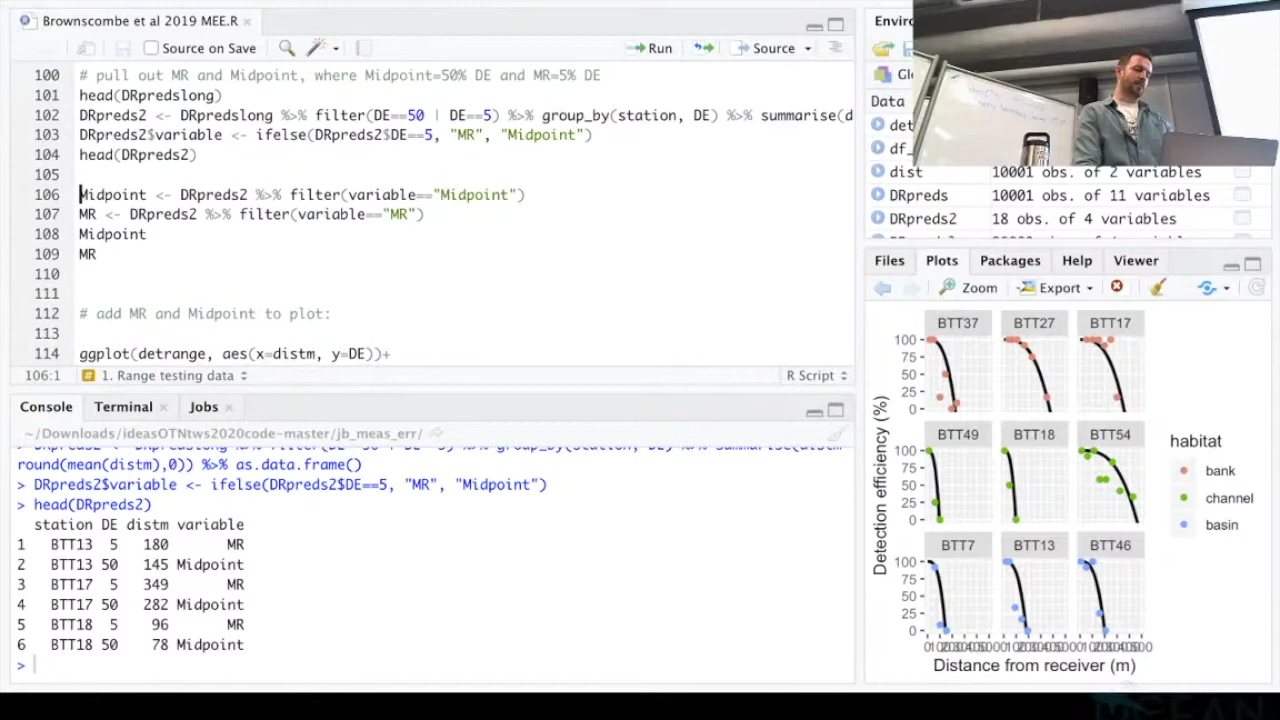 Brownscombe et al 2019 MEE.R
Source on Save
Run
Source
100 # pull out MR and Midpoint, where Midpoint=50% DE and MR=5% DE
101 head(DRpredslong)
102 DRpreds2 <- DRpredslong %>% filter(DE==50 | DE==5) %>% group_by(station, DE) %>% summarise(d
103 DRpreds2$variable <- ifelse(DRpreds2$DE==5, "MR", "Midpoint")
104 head(DRpreds2)
105
106 Midpoint <- DRpreds2 %>% filter(variable=="Midpoint")
107 MR <- DRpreds2 %>% filter(variable=="MR")
108 Midpoint
109 MR
110
111
112 # add MR and Midpoint to plot:
113
114 ggplot(detrange, aes(x=distm, y=DE))+
106:1
1. Range testing data
R Script
Console
Terminal
Jobs
~/Downloads/ideasOTNtws2020code-master/jb_meas_err/
round(mean(distm),0)) %>% as.data.frame()
> DRpreds2$variable <- ifelse(DRpreds2$DE==5, "MR", "Midpoint")
> head(DRpreds2)
station DE distm variable
1 BTT13 5 180 MR
2 BTT13 50 145 Midpoint
3 BTT17 5 349 MR
4 BTT17 50 282 Midpoint
5 BTT18 5 96 MR
6 BTT18 50 78 Midpoint
>
Enviro
Glo
Data
det
df_
dist 10001 obs. of 2 variables
DRpreds 10001 obs. of 11 variables
DRpreds2 18 obs. of 4 variables
Files
Plots
Packages
Help
Viewer
Zoom
Export
BTT37 BTT27 BTT17
100
75
50
25
0
BTT49 BTT18 BTT54
100
75
50
25
0
BTT7 BTT13 BTT46
100
75
50
25
0
Detection efficiency (%)
Distance from receiver (m)
habitat
bank
channel
basin